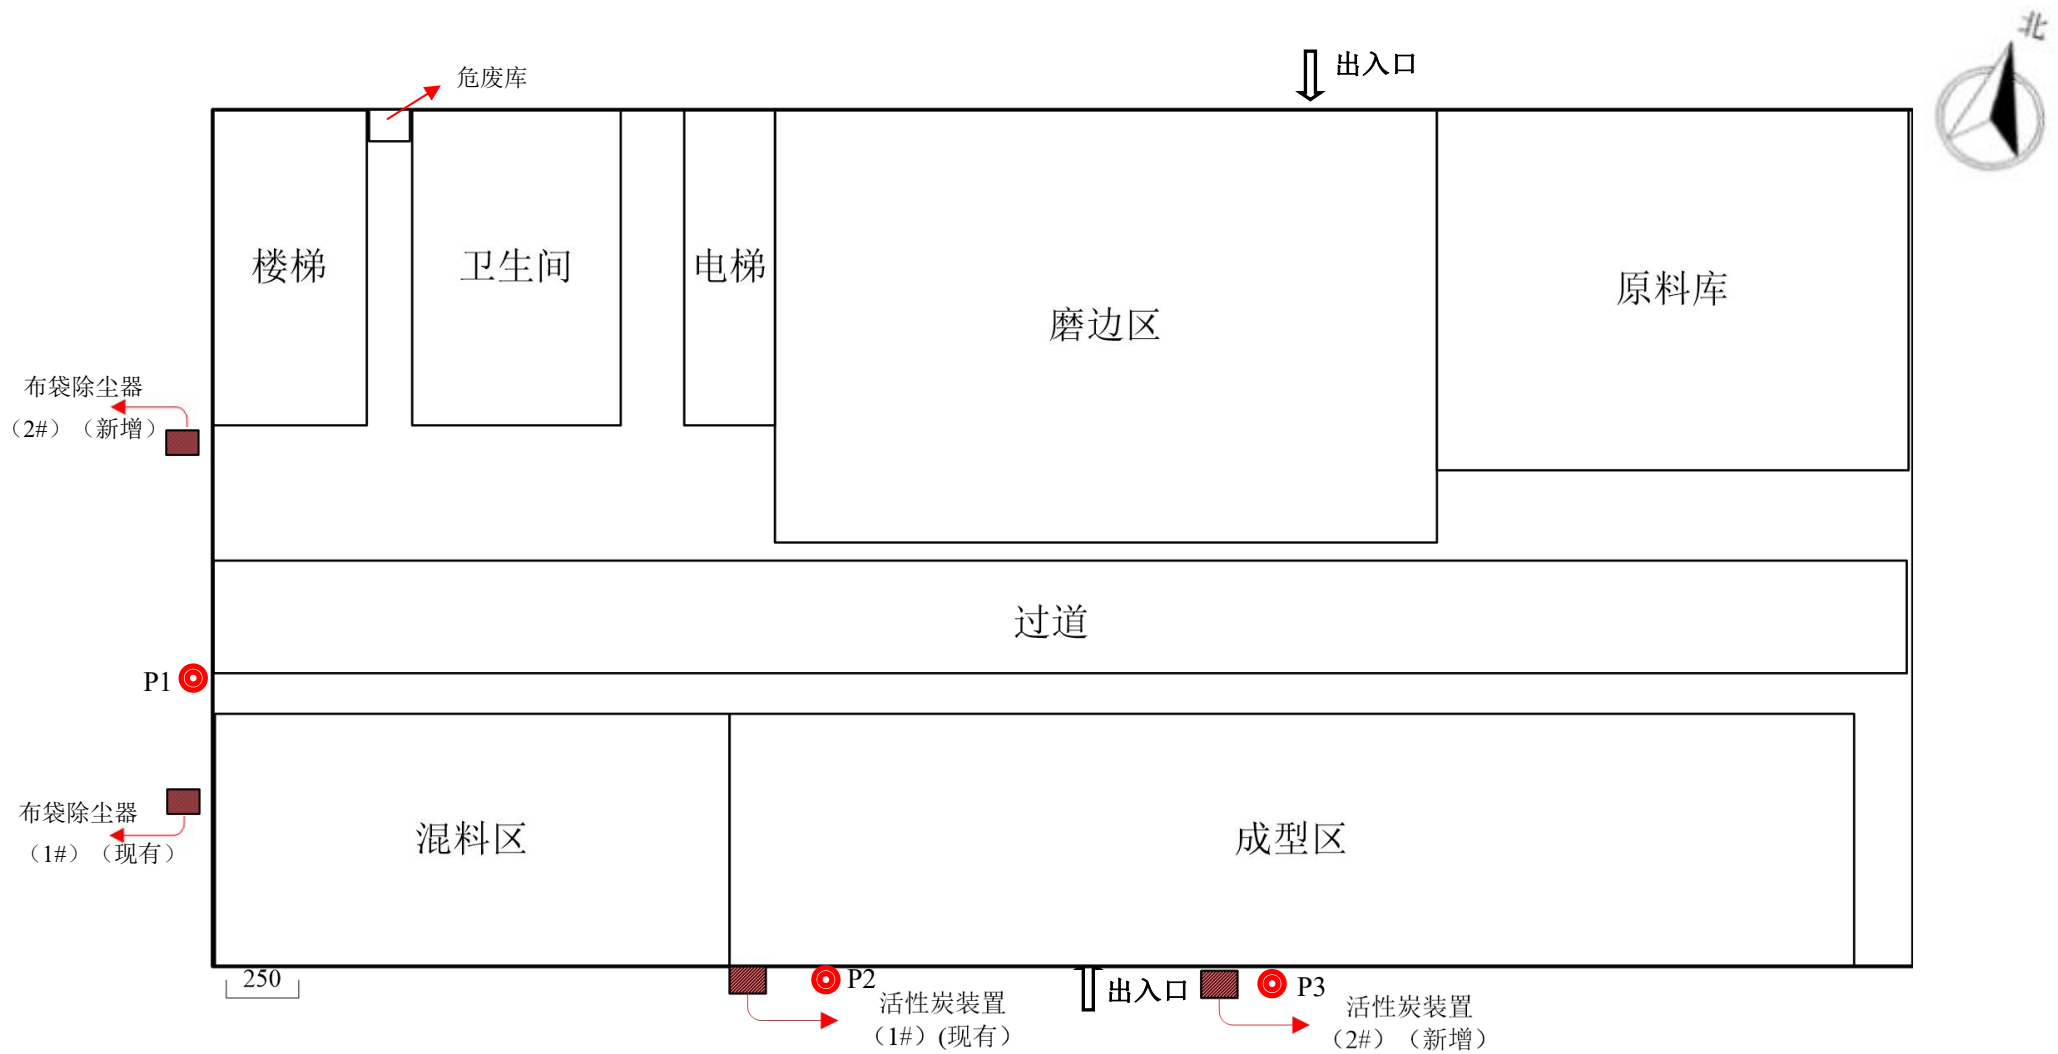 北
出入口
危废库
楼梯
卫生间
电梯
磨边区
原料库
布袋除尘器
（2#）（新增）
过道
P1
布袋除尘器
（1#）（现有）
混料区
成型区
250
P2
活性炭装置
（1#）(现有）
出入口
P3
活性炭装置
（2#）（新增）